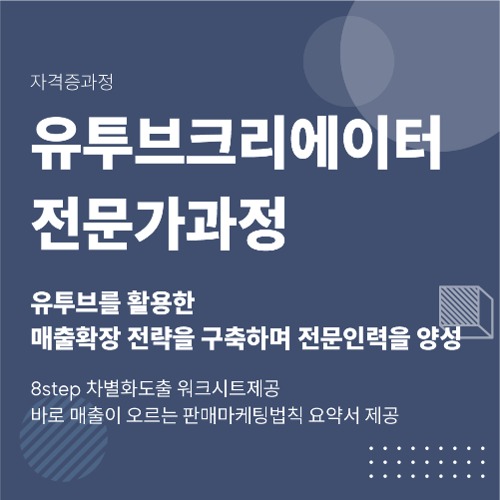 자격증과정
유투브크리에이터
전문가과정
유투브를 활용한
매출확장 전략을 구축하며 전문인력을 양성
8step 차별화도출 워크시트제공
바로 매출이 오르는 판매마케팅법칙 요약서 제공